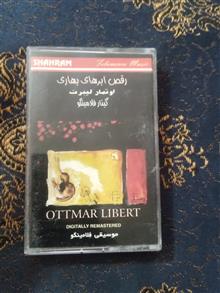 SHAHRAM
رقص ابرهای بهاری
اوتمار لیبرت
گیتار فلامینکو
OTTMAR LIBERT
DIGITALLY REMASTERED
موسیقی فلامینکو